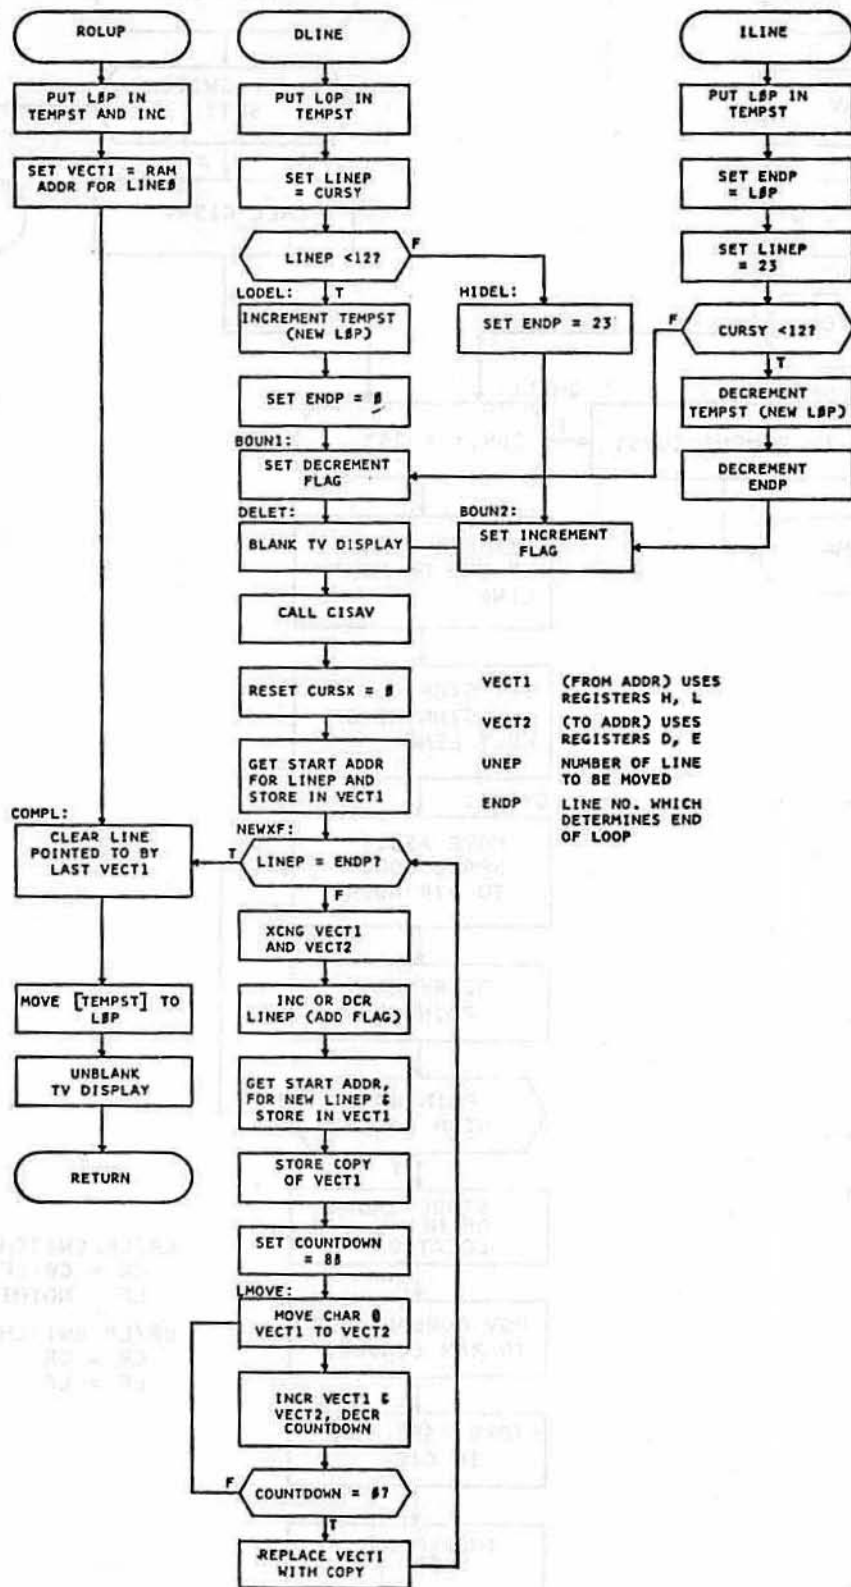 ROLUP
PUT LØP IN
TEMPST AND INC
SET VECT1 = RAM
ADDR FOR LINEØ
COMPL:
CLEAR LINE
POINTED TO BY
LAST VECT1
MOVE [TEMPST] TO
LØP
UNBLANK
TV DISPLAY
RETURN
DLINE
PUT LOP IN
TEMPST
SET LINEP
= CURSY
LINEP <12?
F
T
LODEL:
INCREMENT TEMPST
(NEW LØP)
SET ENDP = Ø
BOUN1:
SET DECREMENT
FLAG
DELET:
BLANK TV DISPLAY
CALL CISAV
RESET CURSX = Ø
GET START ADDR
FOR LINEP AND
STORE IN VECT1
NEWXF:
T
LINEP = ENDP?
F
XCNG VECT1
AND VECT2
INC OR DCR
LINEP (ADD FLAG)
GET START ADDR,
FOR NEW LINEP &
STORE IN VECT1
STORE COPY
OF VECT1
SET COUNTDOWN
= 8Ø
LMOVE:
MOVE CHAR @
VECT1 TO VECT2
INCR VECT1 &
VECT2, DECR
COUNTDOWN
F
COUNTDOWN = Ø?
T
REPLACE VECT1
WITH COPY
HIDEL:
SET ENDP = 23
BOUN2:
SET INCREMENT
FLAG
ILINE
PUT LØP IN
TEMPST
SET ENDP
= LØP
SET LINEP
= 23
F
CURSY <12?
T
DECREMENT
TEMPST (NEW LØP)
DECREMENT
ENDP
VECT1 (FROM ADDR) USES
REGISTERS H, L
VECT2 (TO ADDR) USES
REGISTERS D, E
UNEP NUMBER OF LINE
TO BE MOVED
ENDP LINE NO. WHICH
DETERMINES END
OF LOOP